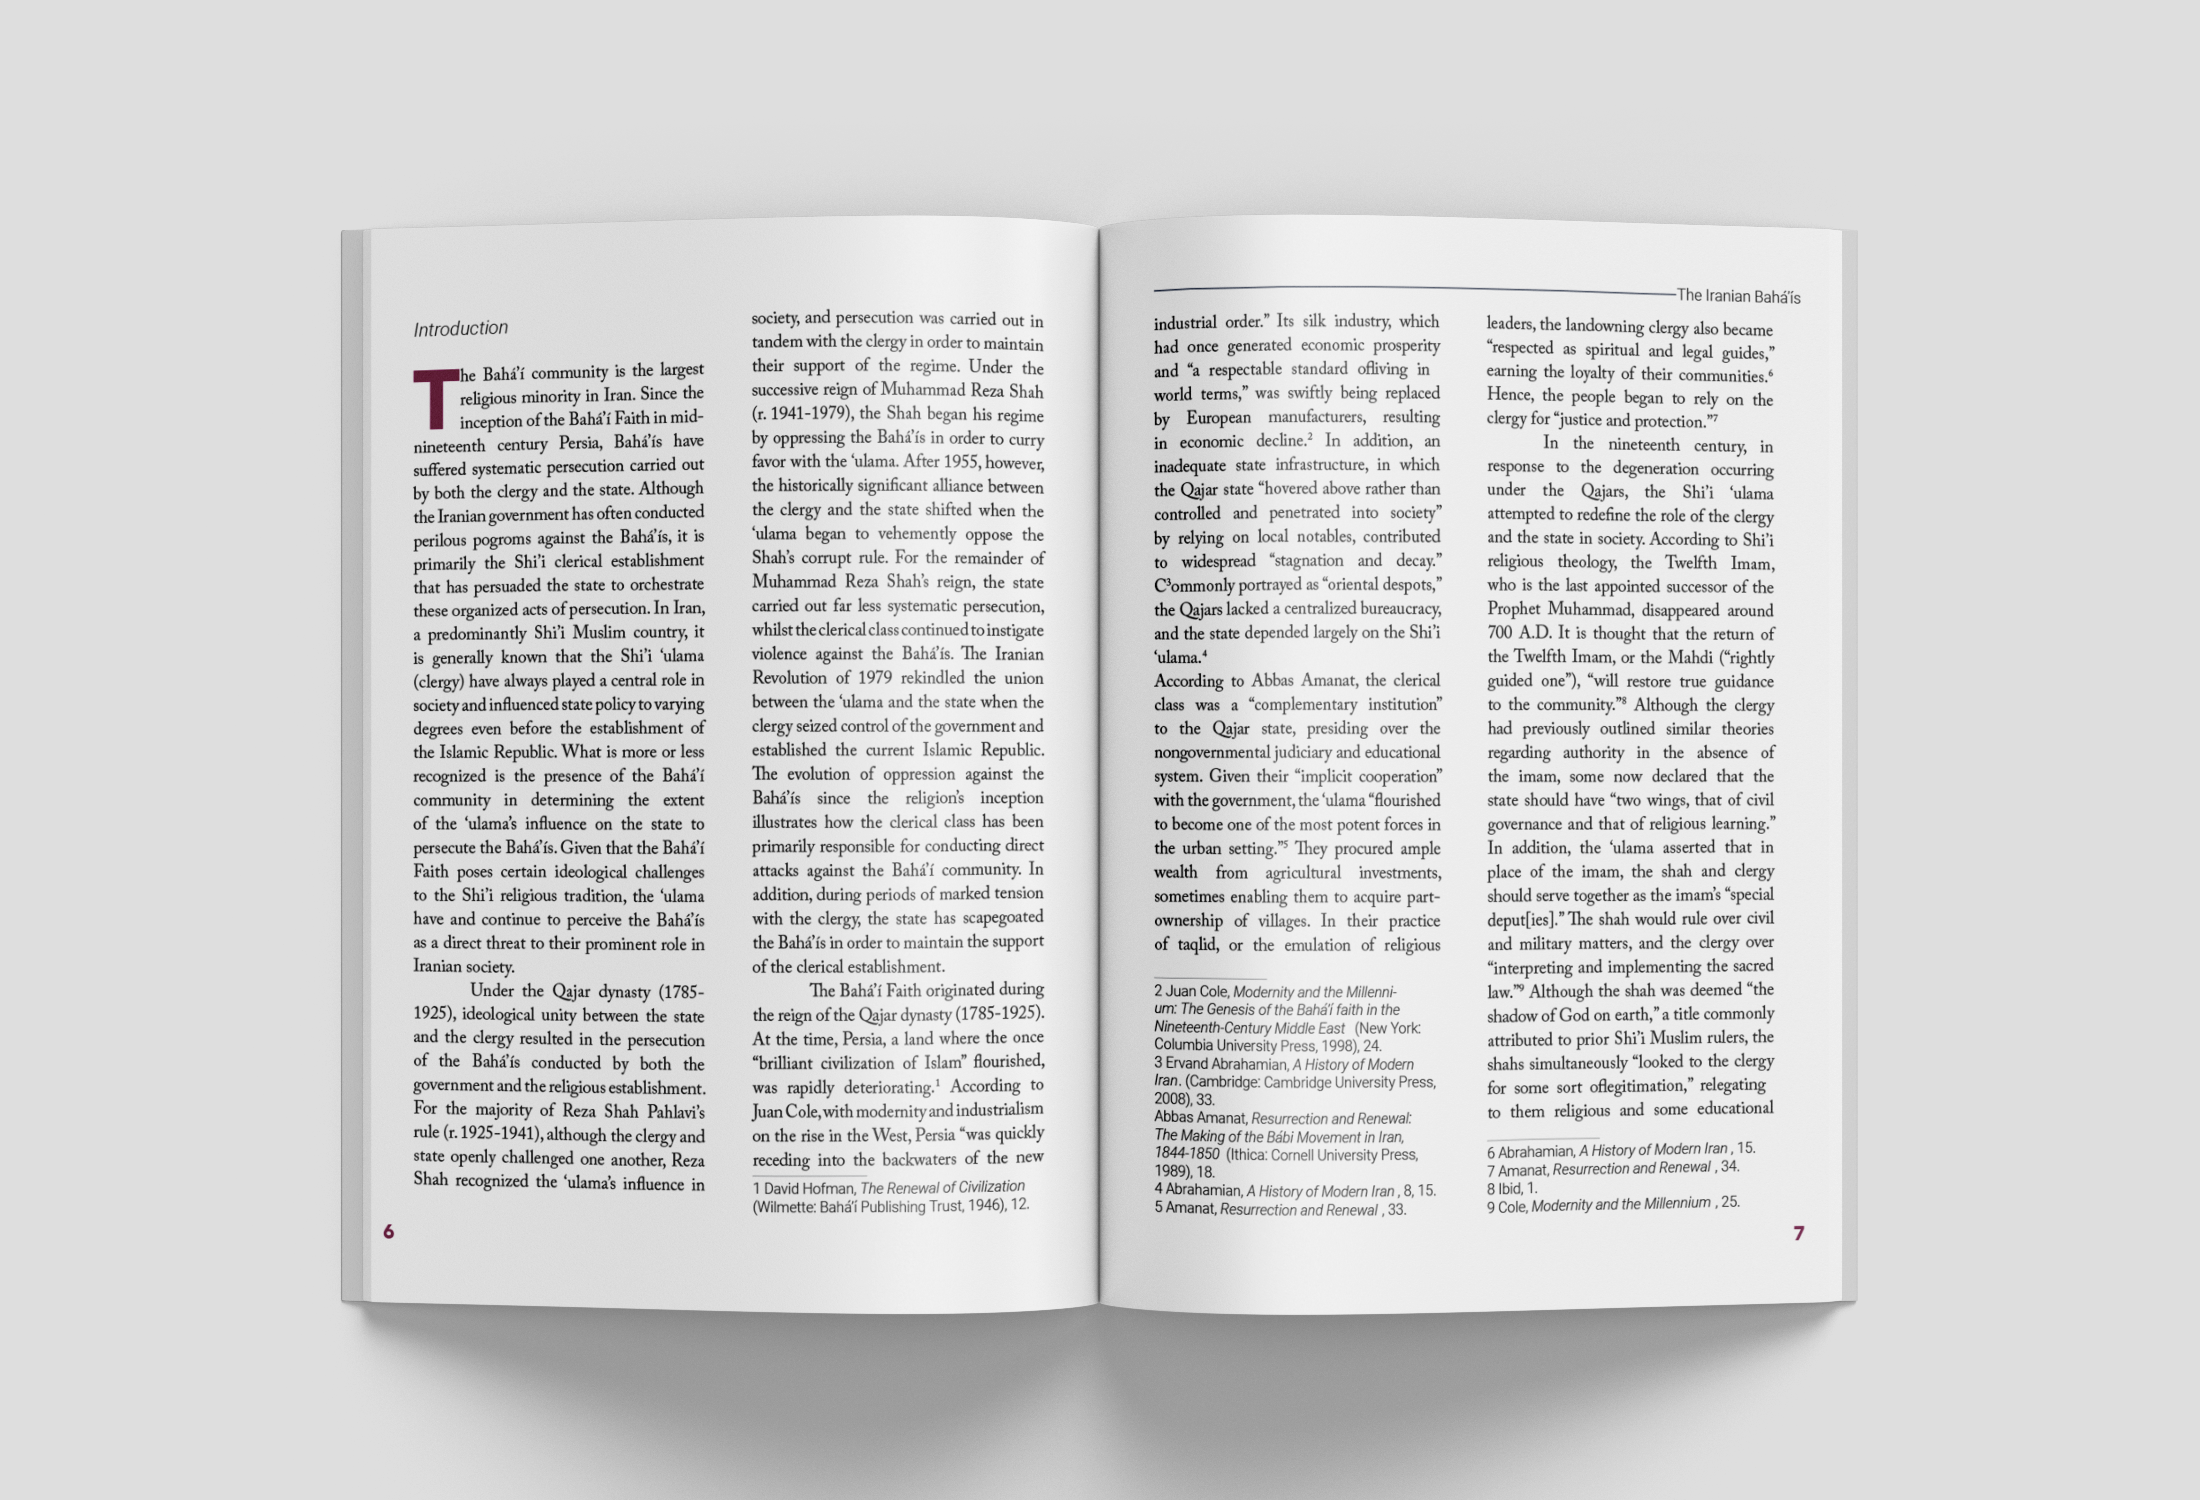 Introduction
The Bahá’í community is the largest
religious minority in Iran. Since the
inception of the Bahá’í Faith in mid-
nineteenth century Persia, Bahá’ís have
suffered systematic persecution carried out
by both the clergy and the state. Although
the Iranian government has often conducted
perilous pogroms against the Bahá’ís, it is
primarily the Shi’i clerical establishment
that has persuaded the state to orchestrate
these organized acts of persecution. In Iran,
a predominantly Shi’i Muslim country, it
is generally known that the Shi’i ‘ulama
(clergy) have always played a central role in
society and influenced state policy to varying
degrees even before the establishment of
the Islamic Republic. What is more or less
recognized is the presence of the Bahá’í
community in determining the extent
of the ‘ulama’s influence on the state to
persecute the Bahá’ís. Given that the Bahá’í
Faith poses certain ideological challenges
to the Shi’i religious tradition, the ‘ulama
have and continue to perceive the Bahá’ís
as a direct threat to their prominent role in
Iranian society.
Under the Qajar dynasty (1785-
1925), ideological unity between the state
and the clergy resulted in the persecution
of the Bahá’ís conducted by both the
government and the religious establishment.
For the majority of Reza Shah Pahlavi’s
rule (r. 1925-1941), although the clergy and
state openly challenged one another, Reza
Shah recognized the ‘ulama’s influence in
6
society, and persecution was carried out in
tandem with the clergy in order to maintain
their support of the regime. Under the
successive reign of Muhammad Reza Shah
(r. 1941-1979), the Shah began his regime
by oppressing the Bahá’ís in order to curry
favor with the ‘ulama. After 1955, however,
the historically significant alliance between
the clergy and the state shifted when the
‘ulama began to vehemently oppose the
Shah’s corrupt rule. For the remainder of
Muhammad Reza Shah’s reign, the state
carried out far less systematic persecution,
whilst the clerical class continued to instigate
violence against the Bahá’ís. The Iranian
Revolution of 1979 rekindled the union
between the ‘ulama and the state when the
clergy seized control of the government and
established the current Islamic Republic.
The evolution of oppression against the
Bahá’ís since the religion’s inception
illustrates how the clerical class has been
primarily responsible for conducting direct
attacks against the Bahá’í community. In
addition, during periods of marked tension
with the clergy, the state has scapegoated
the Bahá’ís in order to maintain the support
of the clerical establishment.
The Bahá’í Faith originated during
the reign of the Qajar dynasty (1785-1925).
At the time, Persia, a land where the once
“brilliant civilization of Islam” flourished,
was rapidly deteriorating.¹ According to
Juan Cole, with modernity and industrialism
on the rise in the West, Persia “was quickly
receding into the backwaters of the new
1 David Hofman, The Renewal of Civilization
(Wilmette: Bahá’í Publishing Trust, 1946), 12.
The Iranian Bahá’ís
industrial order.” Its silk industry, which
had once generated economic prosperity
and “a respectable standard ofliving in
world terms,” was swiftly being replaced
by European manufacturers, resulting
in economic decline.² In addition, an
inadequate state infrastructure, in which
the Qajar state “hovered above rather than
controlled and penetrated into society”
by relying on local notables, contributed
to widespread “stagnation and decay.”
C³ommonly portrayed as “oriental despots,”
the Qajars lacked a centralized bureaucracy,
and the state depended largely on the Shi’i
‘ulama.⁴
According to Abbas Amanat, the clerical
class was a “complementary institution”
to the Qajar state, presiding over the
nongovernmental judiciary and educational
system. Given their “implicit cooperation”
with the government, the ‘ulama “flourished
to become one of the most potent forces in
the urban setting.”⁵ They procured ample
wealth from agricultural investments,
sometimes enabling them to acquire part-
ownership of villages. In their practice
of taqlid, or the emulation of religious
2 Juan Cole, Modernity and the Millenni-
um: The Genesis of the Bahá’í faith in the
Nineteenth-Century Middle East (New York:
Columbia University Press, 1998), 24.
3 Ervand Abrahamian, A History of Modern
Iran. (Cambridge: Cambridge University Press,
2008), 33.
Abbas Amanat, Resurrection and Renewal:
The Making of the Bábi Movement in Iran,
1844-1850 (Ithica: Cornell University Press,
1989), 18.
4 Abrahamian, A History of Modern Iran , 8, 15.
5 Amanat, Resurrection and Renewal , 33.
leaders, the landowning clergy also became
“respected as spiritual and legal guides,”
earning the loyalty of their communities.⁶
Hence, the people began to rely on the
clergy for “justice and protection.”⁷
In the nineteenth century, in
response to the degeneration occurring
under the Qajars, the Shi’i ‘ulama
attempted to redefine the role of the clergy
and the state in society. According to Shi’i
religious theology, the Twelfth Imam,
who is the last appointed successor of the
Prophet Muhammad, disappeared around
700 A.D. It is thought that the return of
the Twelfth Imam, or the Mahdi (“rightly
guided one”), “will restore true guidance
to the community.”⁸ Although the clergy
had previously outlined similar theories
regarding authority in the absence of
the imam, some now declared that the
state should have “two wings, that of civil
governance and that of religious learning.”
In addition, the ‘ulama asserted that in
place of the imam, the shah and clergy
should serve together as the imam’s “special
deput[ies].” The shah would rule over civil
and military matters, and the clergy over
“interpreting and implementing the sacred
law.”⁹ Although the shah was deemed “the
shadow of God on earth,” a title commonly
attributed to prior Shi’i Muslim rulers, the
shahs simultaneously “looked to the clergy
for some sort oflegitimation,” relegating
to them religious and some educational
6 Abrahamian, A History of Modern Iran , 15.
7 Amanat, Resurrection and Renewal , 34.
8 Ibid, 1.
9 Cole, Modernity and the Millennium , 25.
7